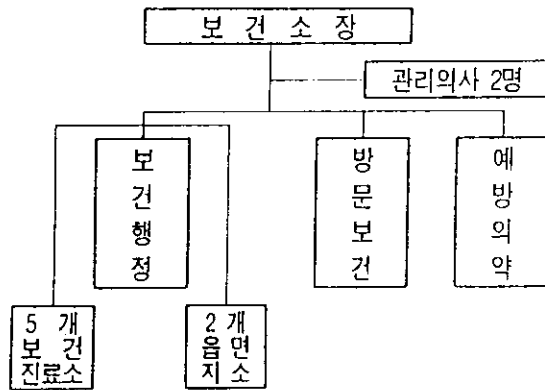 보 건 소 장
관리의사 2명
보건행정
방문보건
예방의약
5 개
보 건
진료소
2 개
읍 면
지 소